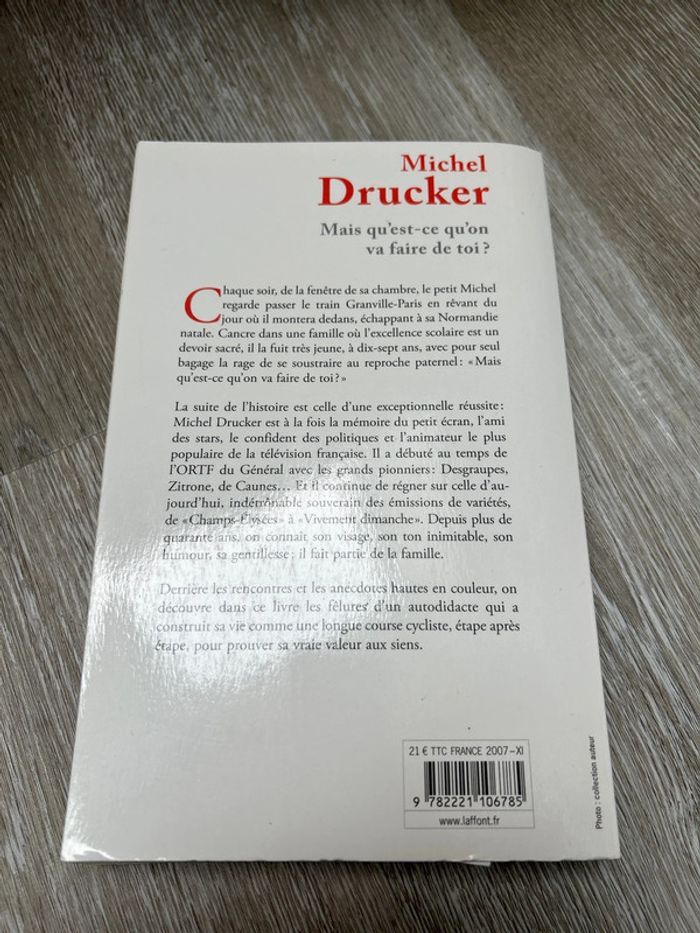 Michel
Drucker
Mais qu'est-ce qu'on
va faire de toi ?
Chaque soir, de la fenêtre de sa chambre, le petit Michel
regarde passer le train Granville-Paris en rêvant du
jour où il montera dedans, échappant à sa Normandie
natale. Cancre dans une famille où l'excellence scolaire est un
devoir sacré, il la fuit très jeune, à dix-sept ans, avec pour seul
bagage la rage de se soustraire au reproche paternel : « Mais
qu'est-ce qu'on va faire de toi ? »
La suite de l'histoire est celle d'une exceptionnelle réussite :
Michel Drucker est à la fois la mémoire du petit écran, l'ami
des stars, le confident des politiques et l'animateur le plus
populaire de la télévision française. Il a débuté au temps de
l'ORTF du Général avec les grands pionniers : Desgraupes,
Zitrone, de Caunes… Et il continue de régner sur celle d'au-
jourd'hui, indétrônable souverain des émissions de variétés,
de « Champs-Élysées » à « Vivement dimanche ». Depuis plus de
quarante ans, on connaît son visage, son ton inimitable, son
humour, sa gentillesse : il fait partie de la famille.
Derrière les rencontres et les anecdotes hautes en couleur, on
découvre dans ce livre les fêlures d'un autodidacte qui a
construit sa vie comme une longue course cycliste, étape après
étape, pour prouver sa vraie valeur aux siens.
21 € TTC FRANCE 2007-XI
9 782221 106785
www.laffont.fr
Photo : collection auteur